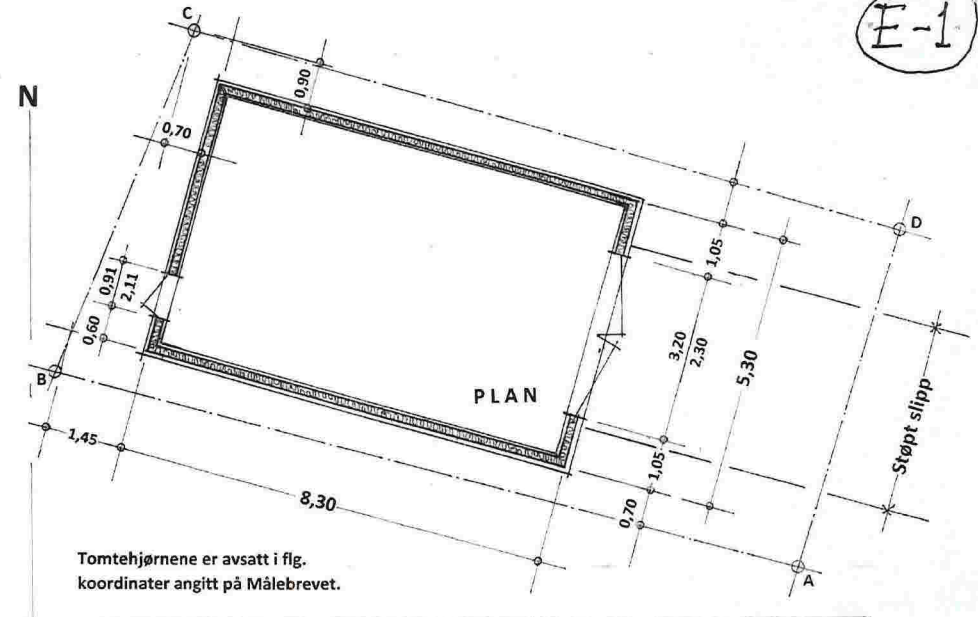 C
E-1
N
0,90
0,70
D
1,05
0,91
2,11
0,60
3,20
2,30
5,30
PLAN
B
Støpt slipp
1,45
1,05
8,30
0,70
A
Tomtehjørnene er avsatt i flg.
koordinater angitt på Målebrevet.